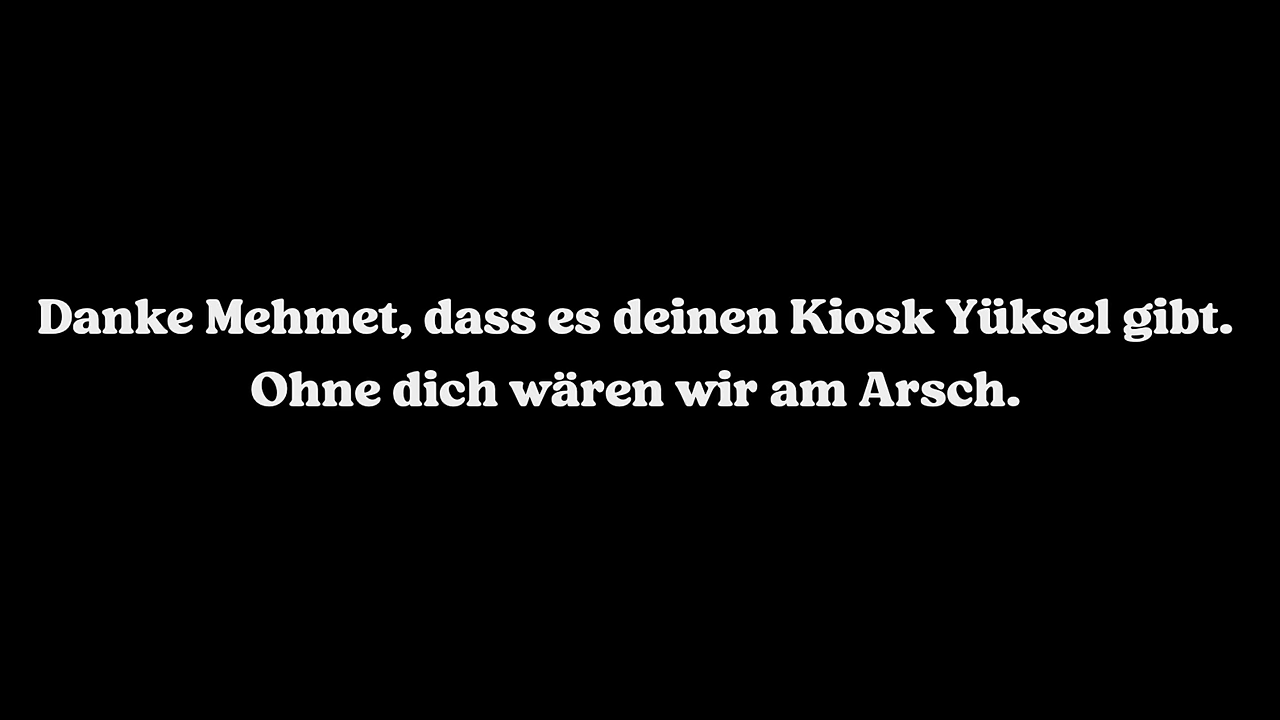 Danke Mehmet, dass es deinen Kiosk Yüksel gibt.
Ohne dich wären wir am Arsch.